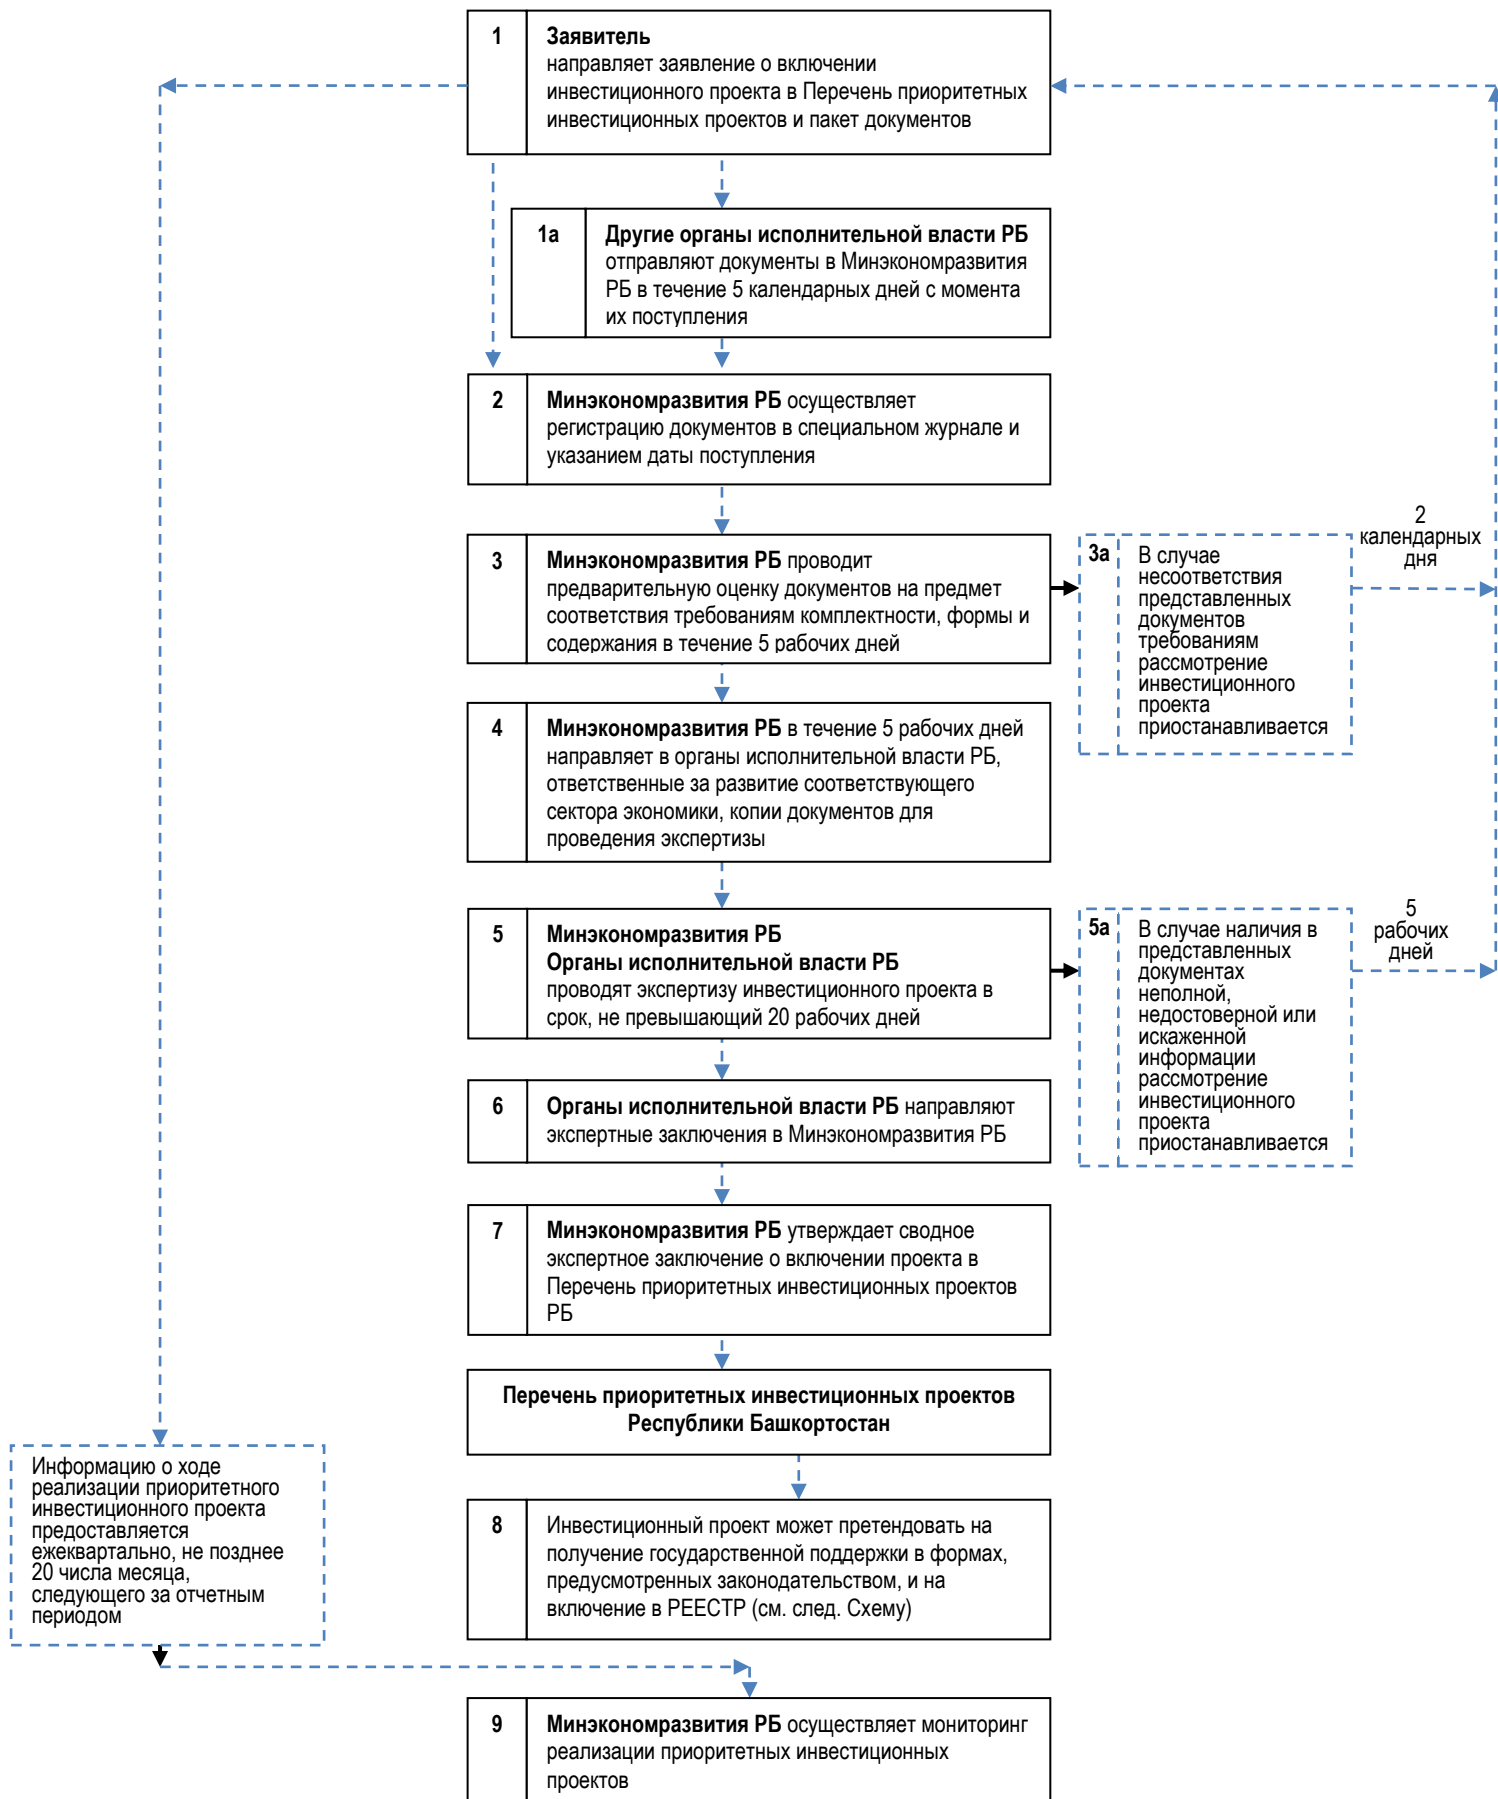 1
Заявитель
направляет заявление о включении
инвестиционного проекта в Перечень приоритетных
инвестиционных проектов и пакет документов
1а
Другие органы исполнительной власти РБ
отправляют документы в Минэкономразвития
РБ в течение 5 календарных дней с момента
их поступления
2
Минэкономразвития РБ осуществляет
регистрацию документов в специальном журнале и
указанием даты поступления
3
Минэкономразвития РБ проводит
предварительную оценку документов на предмет
соответствия требованиям комплектности, формы и
содержания в течение 5 рабочих дней
3а
В случае
несоответствия
представленных
документов
требованиям
рассмотрение
инвестиционного
проекта
приостанавливается
2
календарных
дня
4
Минэкономразвития РБ в течение 5 рабочих дней
направляет в органы исполнительной власти РБ,
ответственные за развитие соответствующего
сектора экономики, копии документов для
проведения экспертизы
5
Минэкономразвития РБ
Органы исполнительной власти РБ
проводят экспертизу инвестиционного проекта в
срок, не превышающий 20 рабочих дней
5а
В случае наличия в
представленных
документах
неполной,
недостоверной или
искаженной
информации
рассмотрение
инвестиционного
проекта
приостанавливается
5
рабочих
дней
6
Органы исполнительной власти РБ направляют
экспертные заключения в Минэкономразвития РБ
7
Минэкономразвития РБ утверждает сводное
экспертное заключение о включении проекта в
Перечень приоритетных инвестиционных проектов
РБ
Перечень приоритетных инвестиционных проектов
Республики Башкортостан
Информацию о ходе
реализации приоритетного
инвестиционного проекта
предоставляется
ежеквартально, не позднее
20 числа месяца,
следующего за отчетным
периодом
8
Инвестиционный проект может претендовать на
получение государственной поддержки в формах,
предусмотренных законодательством, и на
включение в РЕЕСТР (см. след. Схему)
9
Минэкономразвития РБ осуществляет мониторинг
реализации приоритетных инвестиционных
проектов